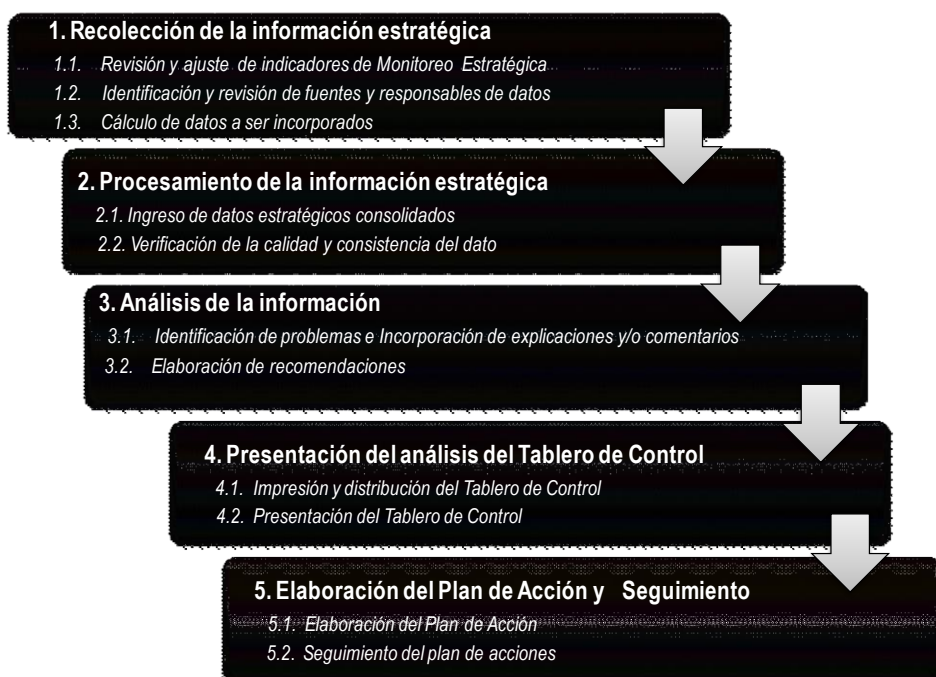 1. Recolección de la información estratégica
1.1. Revisión y ajuste de indicadores de Monitoreo Estratégica
1.2. Identificación y revisión de fuentes y responsables de datos
1.3. Cálculo de datos a ser incorporados
2. Procesamiento de la información estratégica
2.1. Ingreso de datos estratégicos consolidados
2.2. Verificación de la calidad y consistencia del dato
3. Análisis de la información
3.1. Identificación de problemas e Incorporación de explicaciones y/o comentarios
3.2. Elaboración de recomendaciones
4. Presentación del análisis del Tablero de Control
4.1. Impresión y distribución del Tablero de Control
4.2. Presentación del Tablero de Control
5. Elaboración del Plan de Acción y Seguimiento
5.1. Elaboración del Plan de Acción
5.2. Seguimiento del plan de acciones